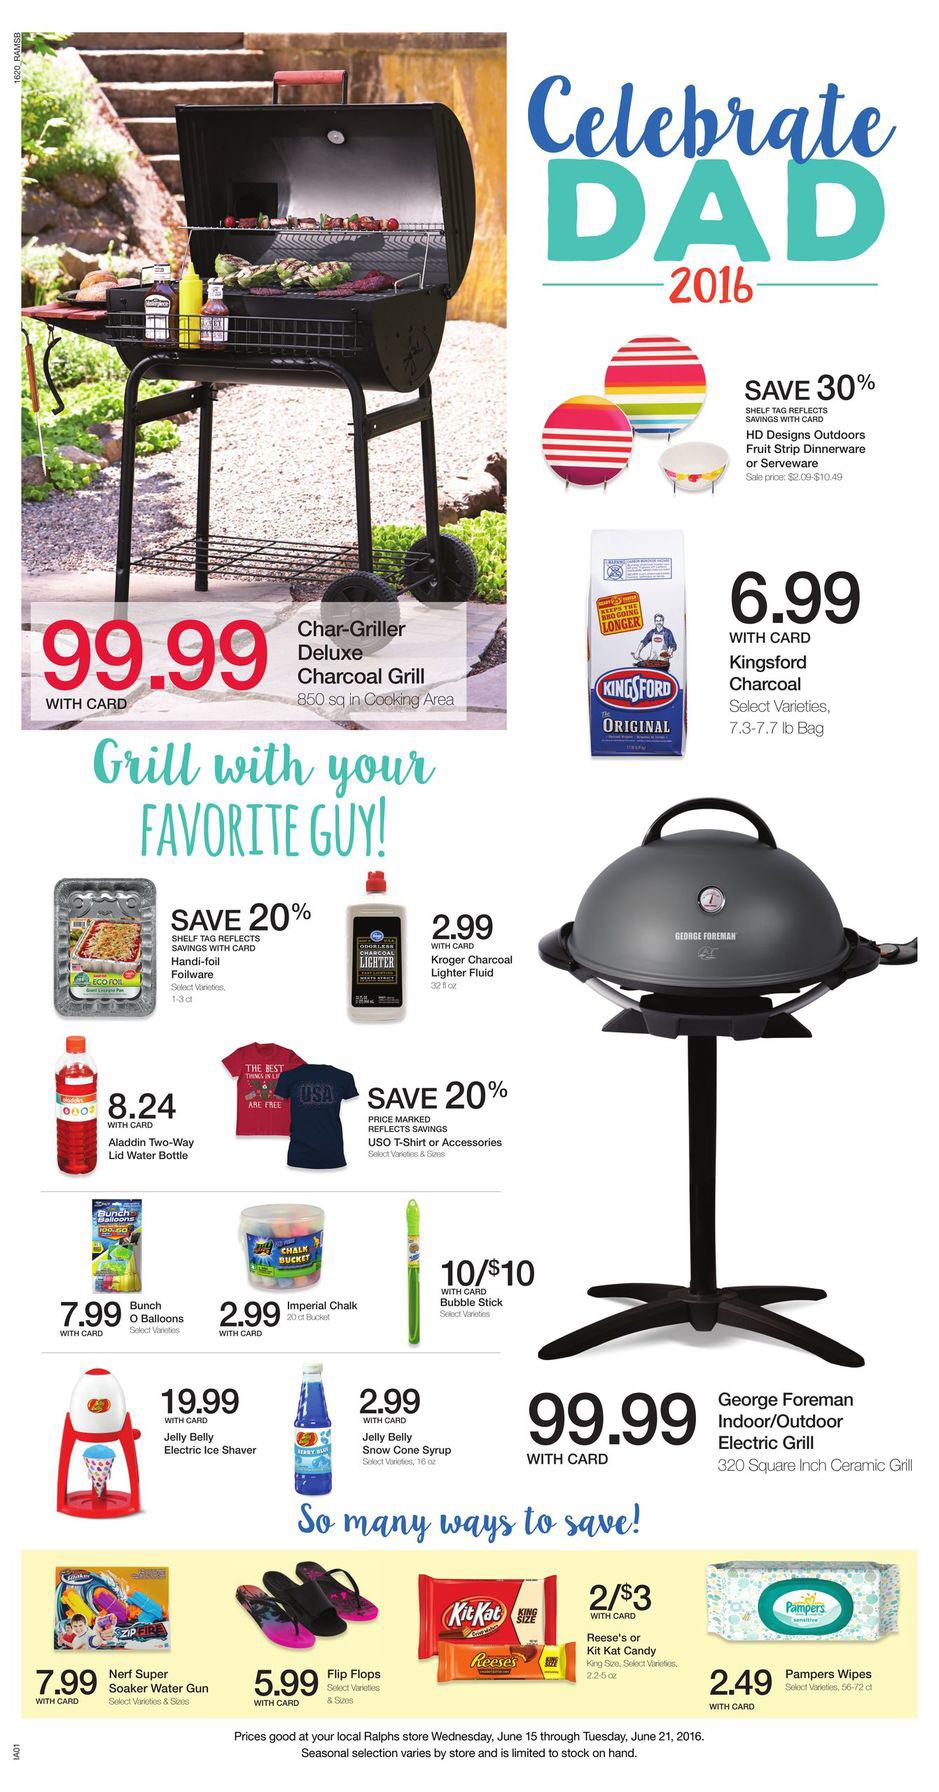 1620_RAMSB
Celebrate
DAD
2016
SAVE 30%
SHELF TAG REFLECTS
SAVINGS WITH CARD
HD Designs Outdoors
Fruit Strip Dinnerware
or Serveware
Sale price: $2.09-$10.49
KEEPS THE
BBQ GOING
LONGER
KINGSFORD
The
ORIGINAL
6.99
WITH CARD
Kingsford
Charcoal
Select Varieties,
7.3-7.7 lb Bag
99.99
WITH CARD
Char-Griller
Deluxe
Charcoal Grill
850 sq in Cooking Area
Grill with your
FAVORITE GUY!
ECO FOIL
Giant Lasagna Pan
SAVE 20%
SHELF TAG REFLECTS
SAVINGS WITH CARD
Handi-foil
Foilware
Select Varieties,
1-3 ct
ODORLESS
CHARCOAL
LIGHTER
2.99
WITH CARD
Kroger Charcoal
Lighter Fluid
32 fl oz
GEORGE FOREMAN
aladdin
8.24
WITH CARD
Aladdin Two-Way
Lid Water Bottle
THE BEST
THINGS IN LI
ARE FREE
USA
SAVE 20%
PRICE MARKED
REFLECTS SAVINGS
USO T-Shirt or Accessories
Select Varieties & Sizes
Bunch
Balloons
7.99
WITH CARD
Bunch
O Balloons
Select Varieties
CHALK
BUCKET
2.99
WITH CARD
Imperial Chalk
20 ct Bucket
10/$10
WITH CARD
Bubble Stick
Select Varieties
19.99
WITH CARD
Jelly Belly
Electric Ice Shaver
BERRY BLUE
2.99
WITH CARD
Jelly Belly
Snow Cone Syrup
Select Varieties, 16 oz
99.99
WITH CARD
George Foreman
Indoor/Outdoor
Electric Grill
320 Square Inch Ceramic Grill
So many ways to save!
ZIPFIRE
7.99
WITH CARD
Nerf Super
Soaker Water Gun
Select Varieties & Sizes
5.99
WITH CARD
Flip Flops
Select Varieties
& Sizes
KitKat
KING
SIZE
Reese's
KING
SIZE
2/$3
WITH CARD
Reese's or
Kit Kat Candy
King Size, Select Varieties,
2.2-5 oz
Pampers
sensitive
2.49
WITH CARD
Pampers Wipes
Select Varieties, 56-72 ct
Prices good at your local Ralphs store Wednesday, June 15 through Tuesday, June 21, 2016.
Seasonal selection varies by store and is limited to stock on hand.
IA01